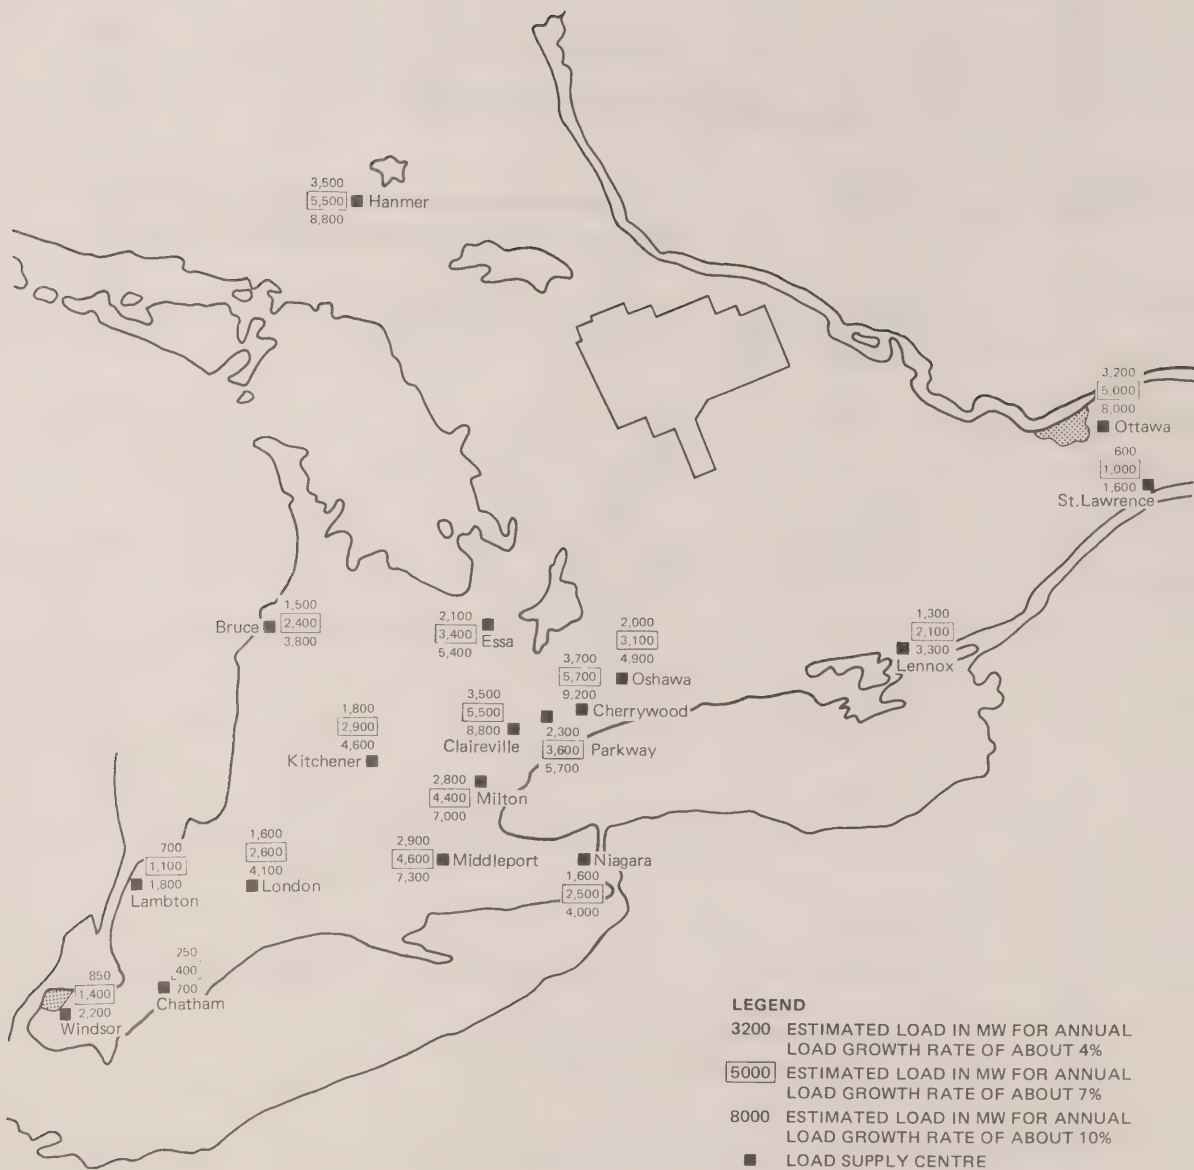 3,500
5,500
Hanmer
8,800
3,200
5,000
8,000
Ottawa
600
1,000
1,600
St.Lawrence
1,500
Bruce
2,400
3,800
2,100
3,400
Essa
5,400
2,000
3,100
4,900
Oshawa
1,300
2,100
3,300
Lennox
3,700
5,700
9,200
Cherrywood
3,500
5,500
8,800
Claireville
2,300
3,600
Parkway
5,700
1,800
2,900
4,600
Kitchener
2,800
4,400
Milton
7,000
700
1,100
1,800
Lambton
1,600
2,600
4,100
London
2,900
4,600
Middleport
7,300
Niagara
1,600
2,500
4,000
850
1,400
2,200
Windsor
250
400
700
Chatham
LEGEND
3200 ESTIMATED LOAD IN MW FOR ANNUAL
LOAD GROWTH RATE OF ABOUT 4%
5000 ESTIMATED LOAD IN MW FOR ANNUAL
LOAD GROWTH RATE OF ABOUT 7%
8000 ESTIMATED LOAD IN MW FOR ANNUAL
LOAD GROWTH RATE OF ABOUT 10%
LOAD SUPPLY CENTRE